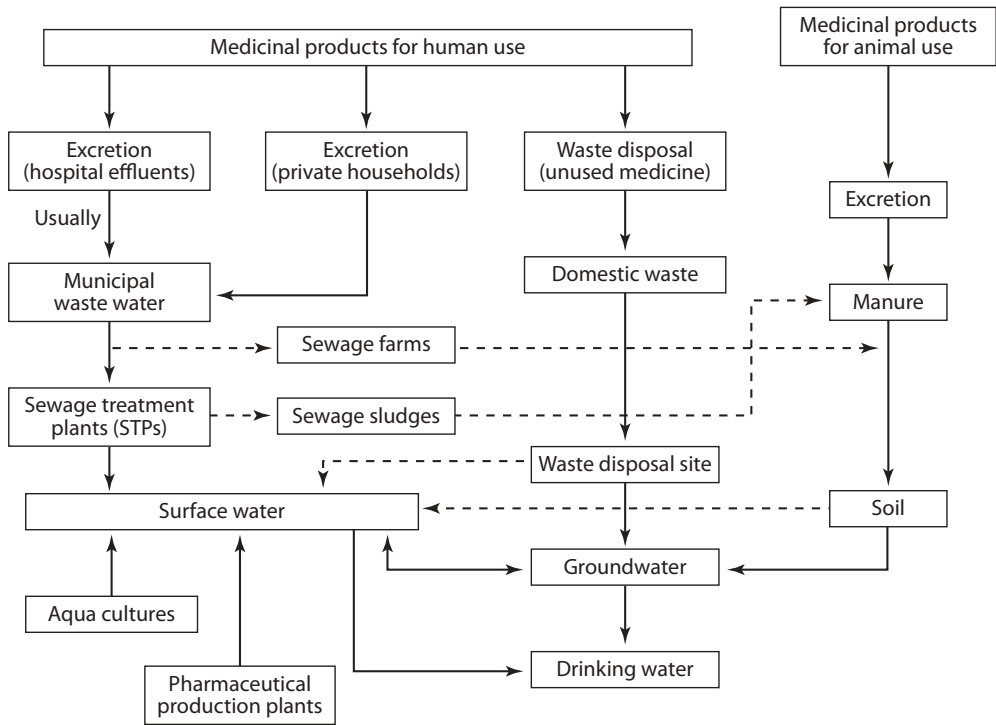 Medicinal products for human use
Medicinal products
for animal use
Excretion
(hospital effluents)
Excretion
(private households)
Waste disposal
(unused medicine)
Excretion
Usually
Municipal
waste water
Domestic waste
Manure
Sewage farms
Sewage treatment
plants (STPs)
Sewage sludges
Waste disposal site
Surface water
Soil
Groundwater
Aqua cultures
Drinking water
Pharmaceutical
production plants